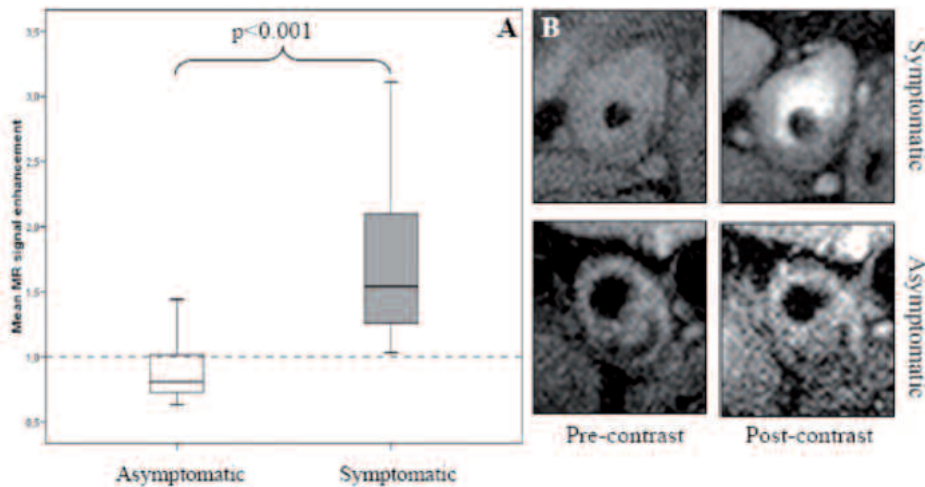 A
p<0.001
3,5
3,0
2,5
2,0
1,5
1,0
0,5
Mean MR signal enhancement
Asymptomatic
Symptomatic
B
Symptomatic
Asymptomatic
Pre-contrast
Post-contrast